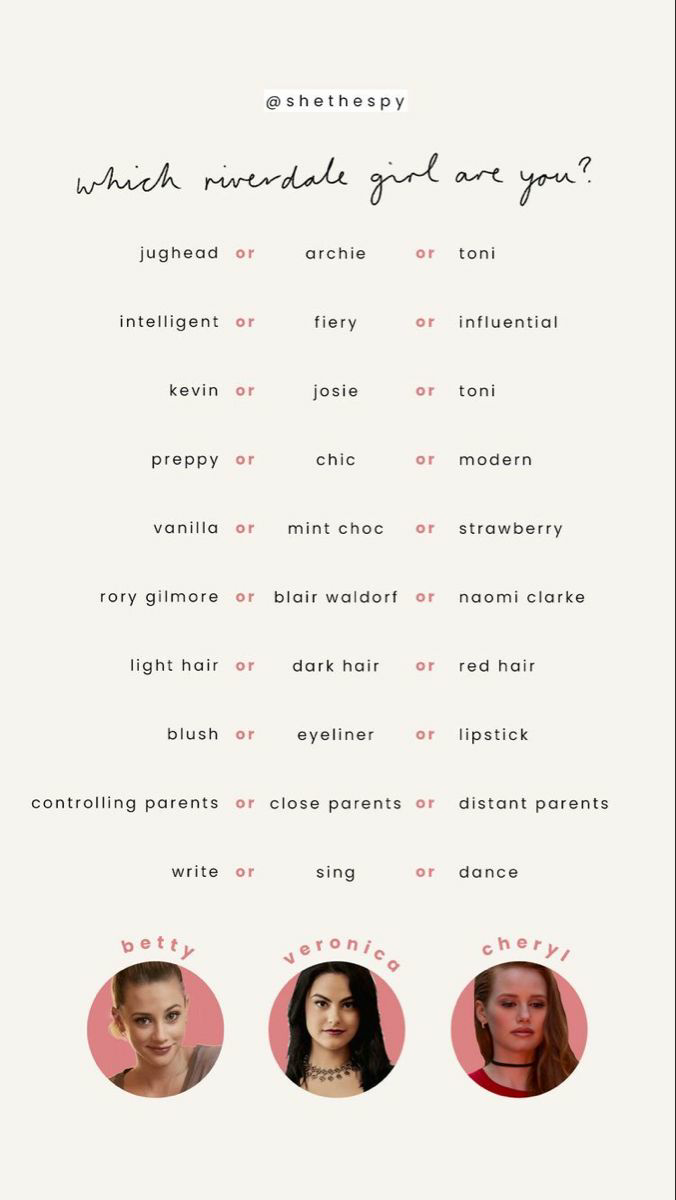 @shethespy
which riverdale girl are you?
jughead or archie or toni
intelligent or fiery or influential
kevin or josie or toni
preppy or chic or modern
vanilla or mint choc or strawberry
rory gilmore or blair waldorf or naomi clarke
light hair or dark hair or red hair
blush or eyeliner or lipstick
controlling parents or close parents or distant parents
write or sing or dance
betty veronica cheryl